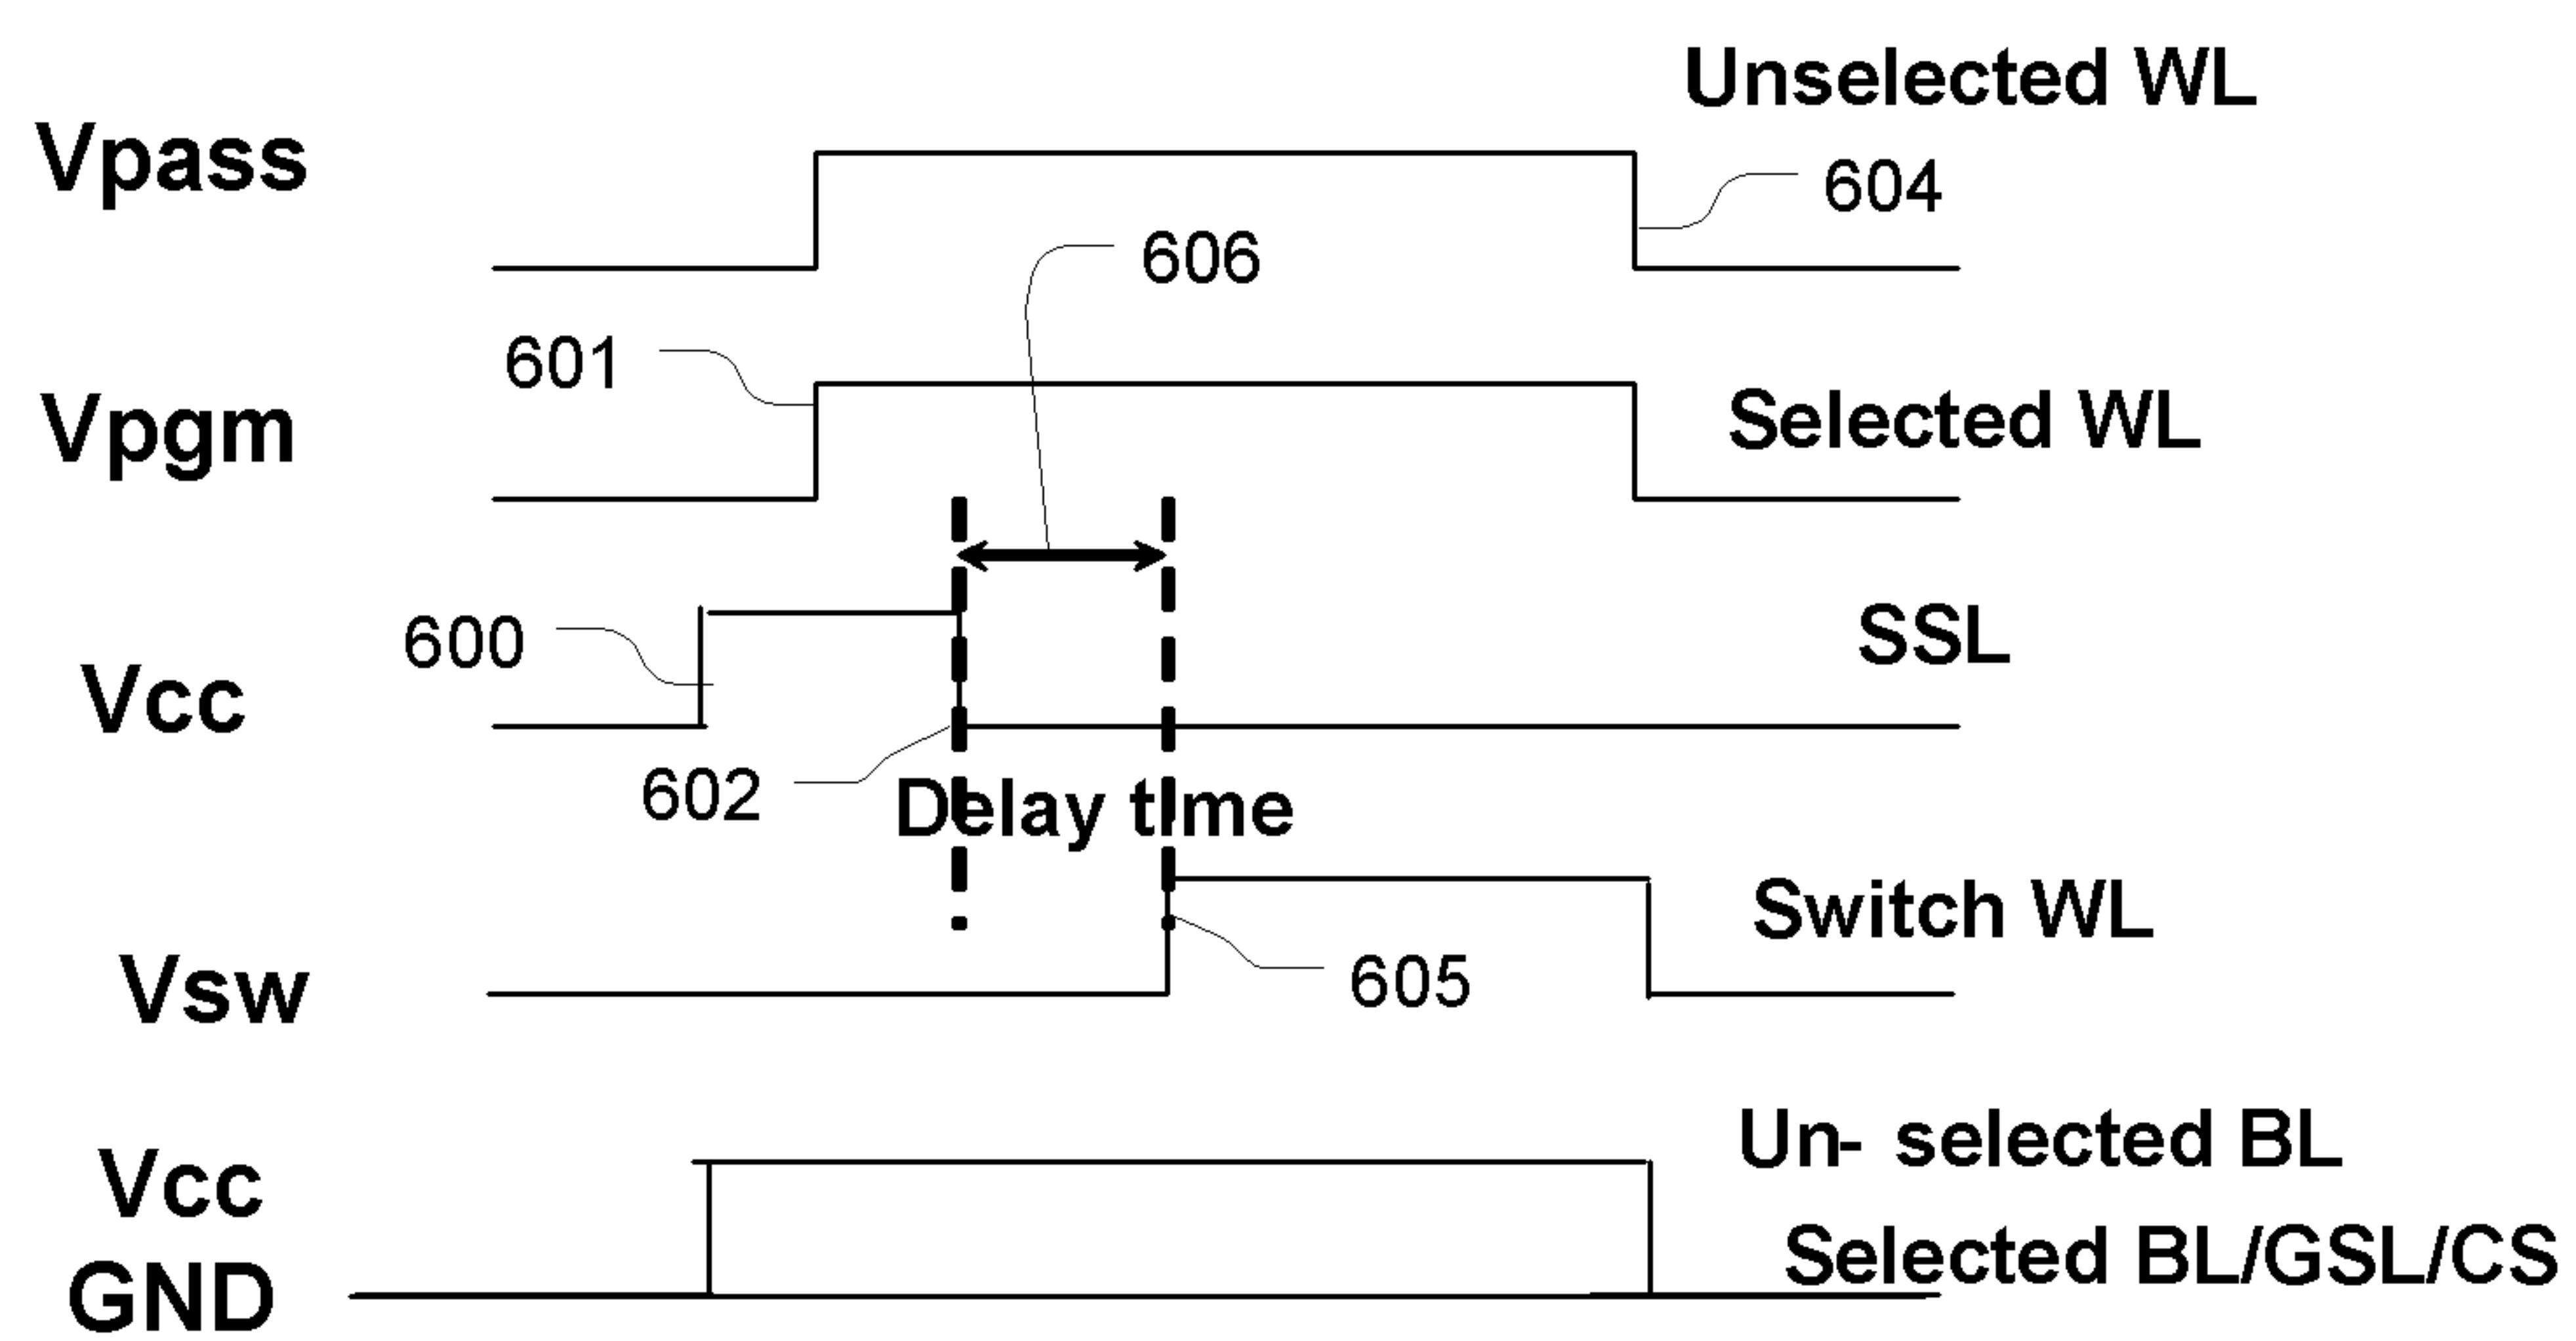 Unselected WL
Vpass
604
606
601
Vpgm
Selected WL
600
SSL
Vcc
602
Delay tIme
Switch WL
Vsw
605
Un- selected BL
Vcc
Selected BL/GSL/CS
GND